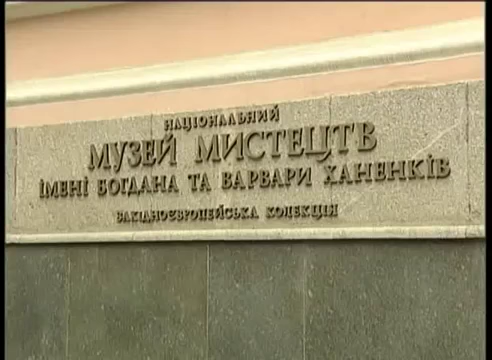 НАЦІОНАЛЬНИЙ
МУЗЕЙ МИСТЕЦТВ
ІМЕНІ БОГДАНА ТА ВАРВАРИ ХАНЕНКІВ
ЗАХІДНОЄВРОПЕЙСЬКА КОЛЕКЦІЯ